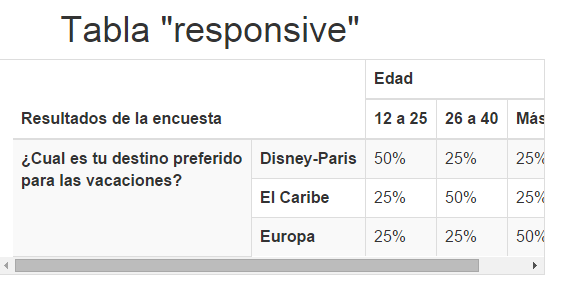 Tabla "responsive"
Edad
Resultados de la encuesta 12 a 25 26 a 40 Más
¿Cual es tu destino preferido Disney-Paris 50% 25% 25%
para las vacaciones?
El Caribe 25% 50% 25%
Europa 25% 25% 50%